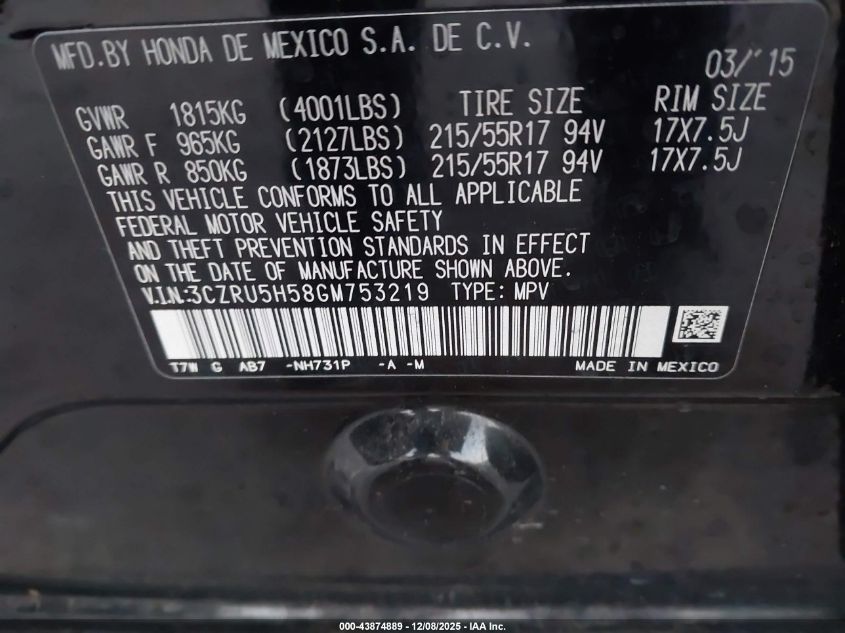 MFD.BY HONDA DE MEXICO S.A. DE C.V.
03/'15
GVWR 1815KG (4001LBS) TIRE SIZE RIM SIZE
GAWR F 965KG (2127LBS) 215/55R17 94V 17X7.5J
GAWR R 850KG (1873LBS) 215/55R17 94V 17X7.5J
THIS VEHICLE CONFORMS TO ALL APPLICABLE
FEDERAL MOTOR VEHICLE SAFETY
AND THEFT PREVENTION STANDARDS IN EFFECT
ON THE DATE OF MANUFACTURE SHOWN ABOVE.
V.I.N:3CZRU5H58GM753219 TYPE: MPV
T7W G AB7 -NH731P -A -M MADE IN MEXICO
000-43874889 - 12/08/2025 - IAA Inc.